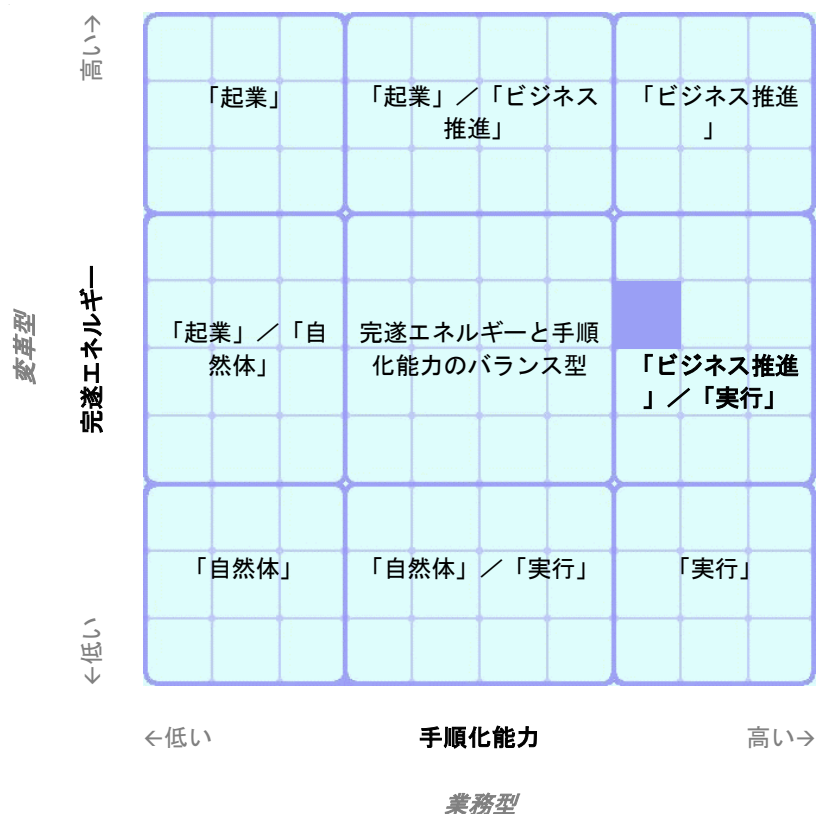 高い→
「起業」
「起業」／「ビジネス
推進」
「ビジネス推進
」
変革型
完遂エネルギー
「起業」／「自
然体」
完遂エネルギーと手順
化能力のバランス型
「ビジネス推進
」／「実行」
「自然体」
「自然体」／「実行」
「実行」
←低い
←低い
手順化能力
高い→
業務型